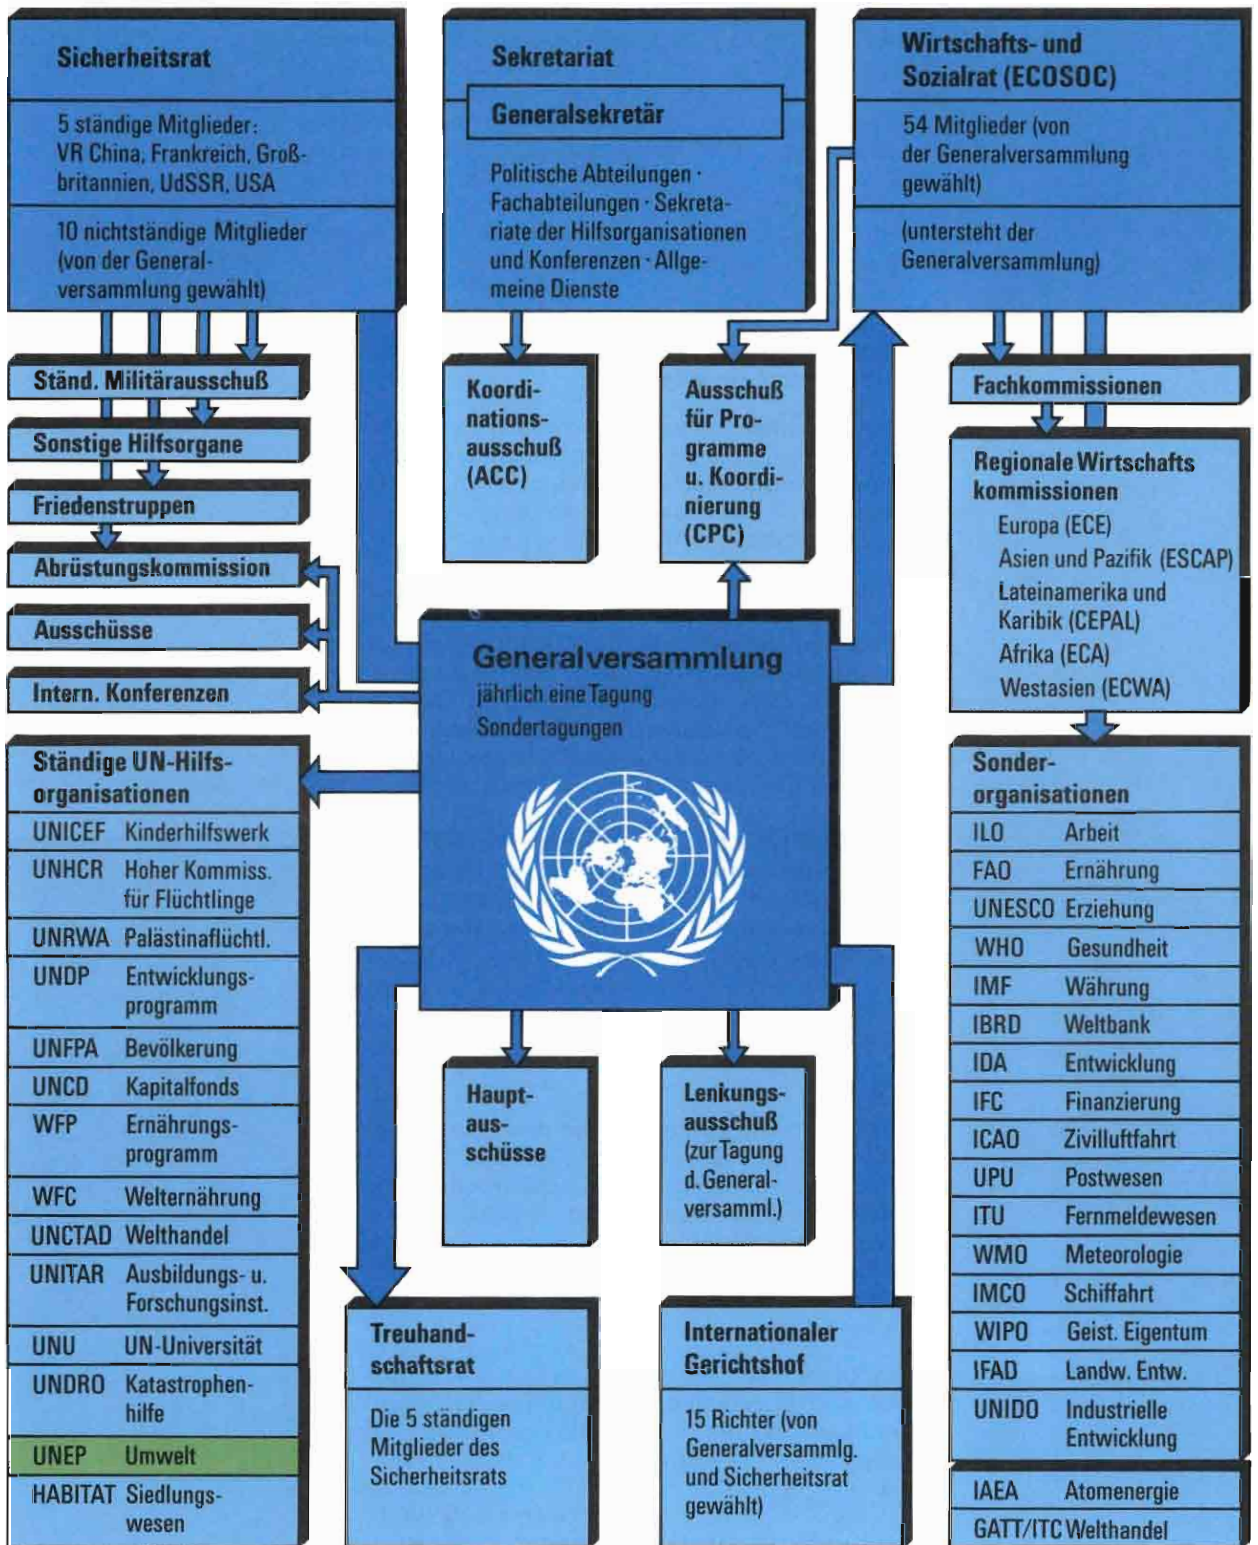 Sicherheitsrat
5 ständige Mitglieder:
VR China, Frankreich, Groß-
britannien, UdSSR, USA
10 nichtständige Mitglieder
(von der General-
versammlung gewählt)
Sekretariat
Generalsekretär
Politische Abteilungen ·
Fachabteilungen · Sekreta-
riate der Hilfsorganisationen
und Konferenzen · Allge-
meine Dienste
Wirtschafts- und
Sozialrat (ECOSOC)
54 Mitglieder (von
der Generalversammlung
gewählt)
(untersteht der
Generalversammlung)
Ständ. Militärausschuß
Sonstige Hilfsorgane
Friedenstruppen
Abrüstungskommission
Ausschüsse
Intern. Konferenzen
Koordi-
nations-
ausschuß
(ACC)
Ausschuß
für Pro-
gramme
u. Koordi-
nierung
(CPC)
Fachkommissionen
Regionale Wirtschafts
kommissionen
Europa (ECE)
Asien und Pazifik (ESCAP)
Lateinamerika und
Karibik (CEPAL)
Afrika (ECA)
Westasien (ECWA)
Generalversammlung
jährlich eine Tagung
Sondertagungen
Ständige UN-Hilfs-
organisationen
UNICEF Kinderhilfswerk
UNHCR Hoher Kommiss.
für Flüchtlinge
UNRWA Palästinaflüchtl.
UNDP Entwicklungs-
programm
UNFPA Bevölkerung
UNCD Kapitalfonds
WFP Ernährungs-
programm
WFC Welternährung
UNCTAD Welthandel
UNITAR Ausbildungs- u.
Forschungsinst.
UNU UN-Universität
UNDRO Katastrophen-
hilfe
UNEP Umwelt
HABITAT Siedlungs-
wesen
Haupt-
aus-
schüsse
Lenkungs-
ausschuß
(zur Tagung
d. General-
versamml.)
Treuhand-
schaftsrat
Die 5 ständigen
Mitglieder des
Sicherheitsrats
Internationaler
Gerichtshof
15 Richter (von
Generalversammlg.
und Sicherheitsrat
gewählt)
Sonder-
organisationen
ILO Arbeit
FAO Ernährung
UNESCO Erziehung
WHO Gesundheit
IMF Währung
IBRD Weltbank
IDA Entwicklung
IFC Finanzierung
ICAO Zivilluftfahrt
UPU Postwesen
ITU Fernmeldewesen
WMO Meteorologie
IMCO Schiffahrt
WIPO Geist. Eigentum
IFAD Landw. Entw.
UNIDO Industrielle
Entwicklung
IAEA Atomenergie
GATT/ITC Welthandel